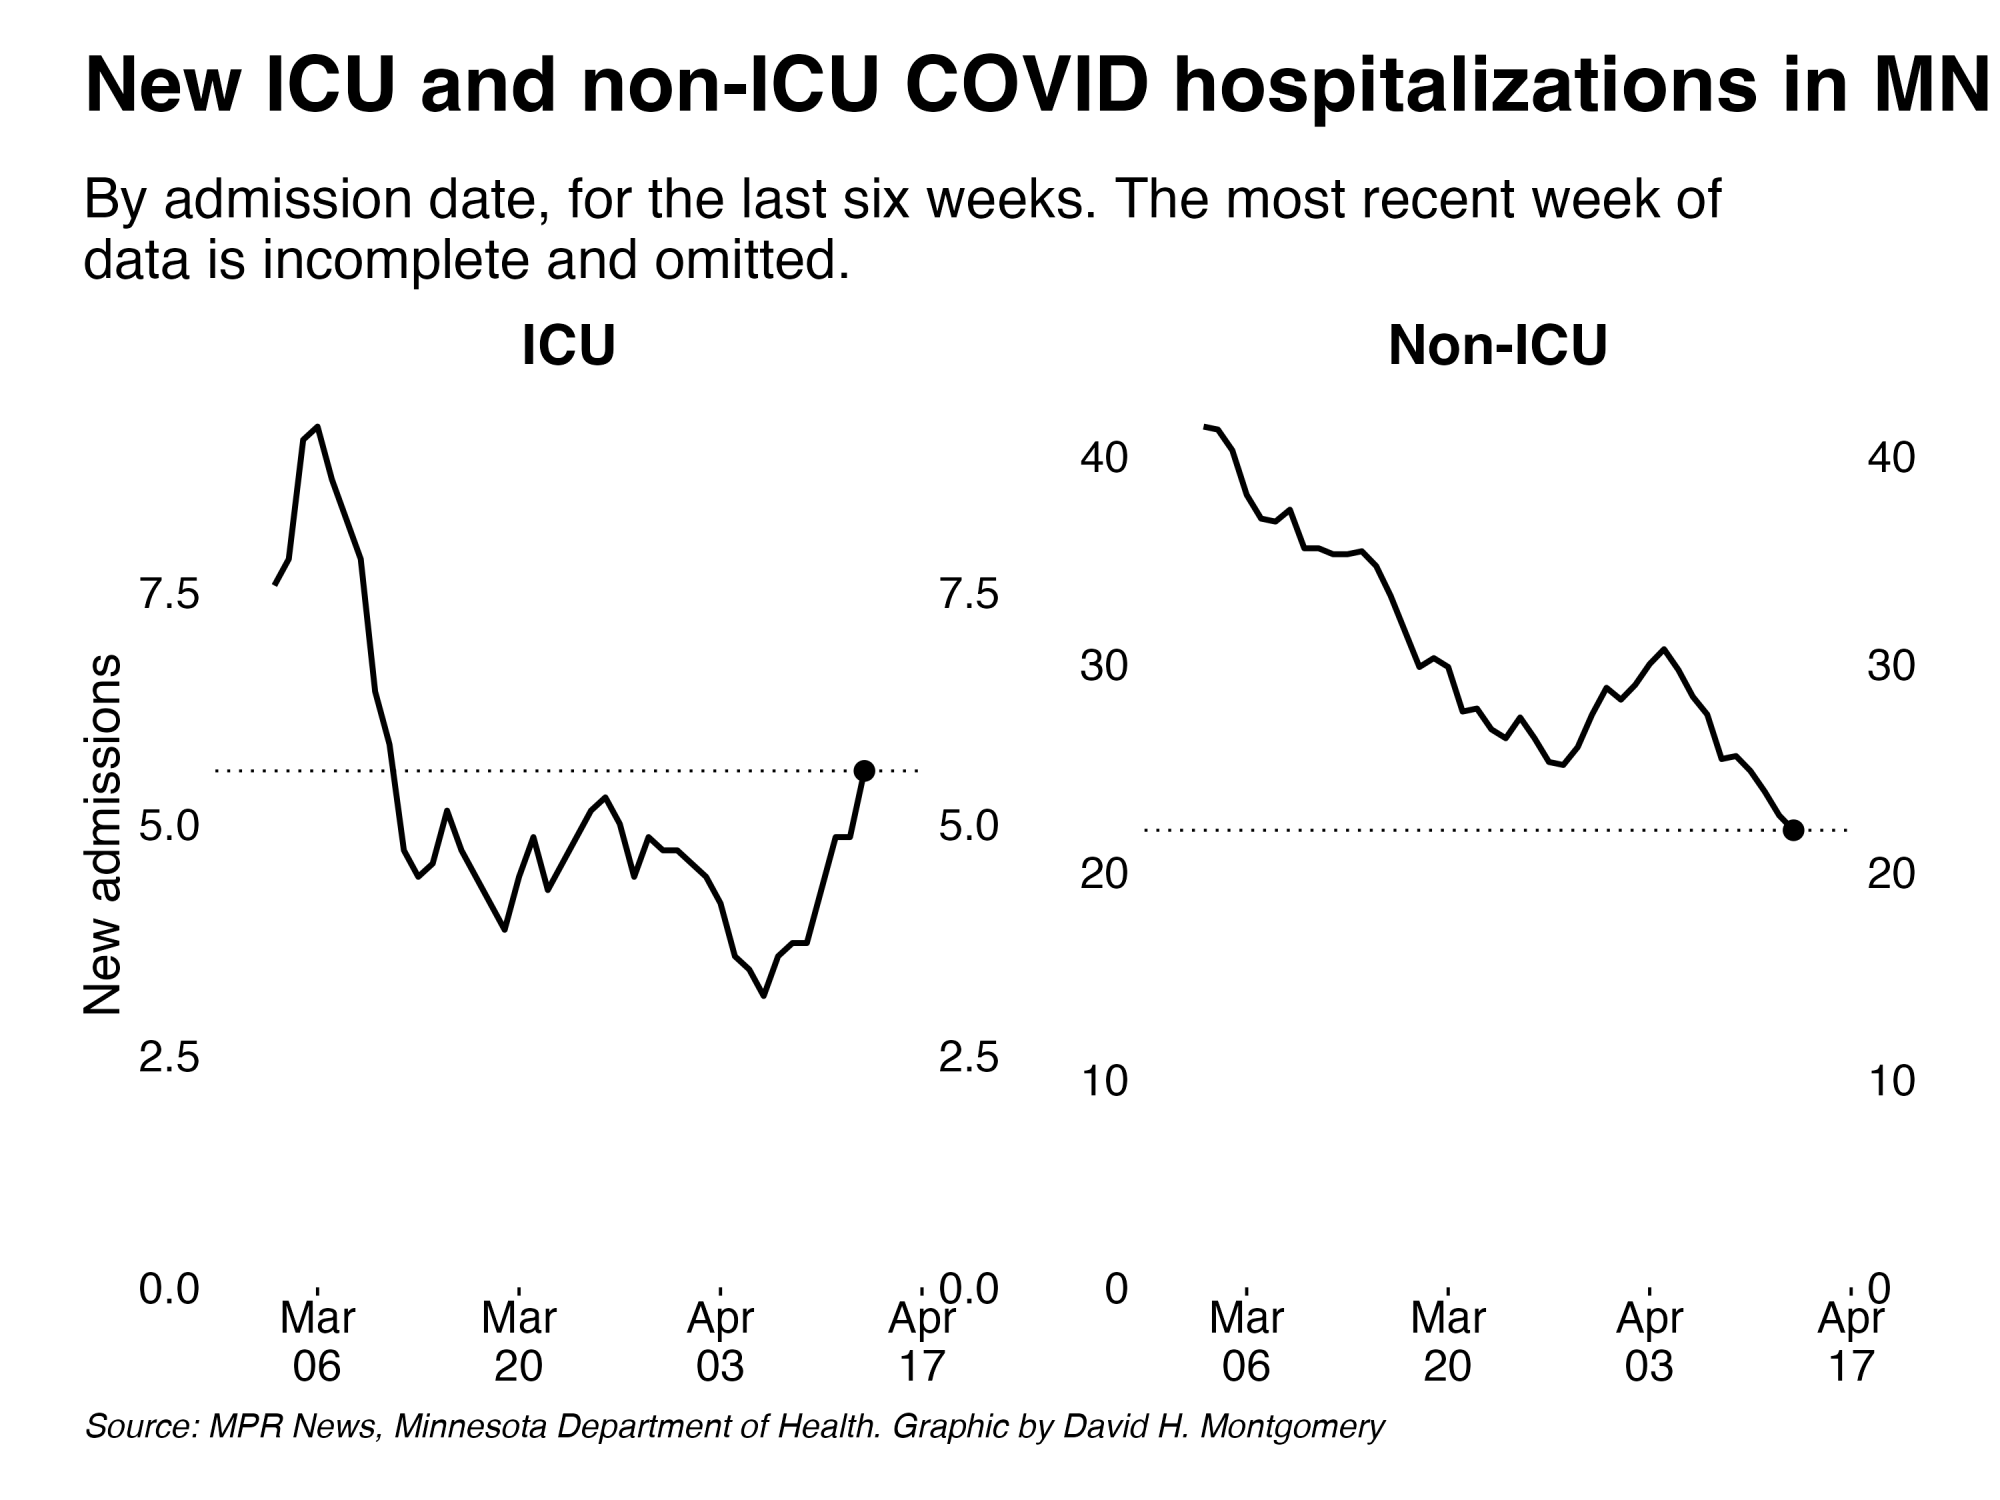 New ICU and non-ICU COVID hospitalizations in MN
By admission date, for the last six weeks. The most recent week of
data is incomplete and omitted.
ICU
New admissions
7.5
5.0
2.5
0.0
7.5
5.0
2.5
0.0
Mar 06
Mar 20
Apr 03
Apr 17
Non-ICU
40
30
20
10
0
40
30
20
10
0
Mar 06
Mar 20
Apr 03
Apr 17
Source: MPR News, Minnesota Department of Health. Graphic by David H. Montgomery